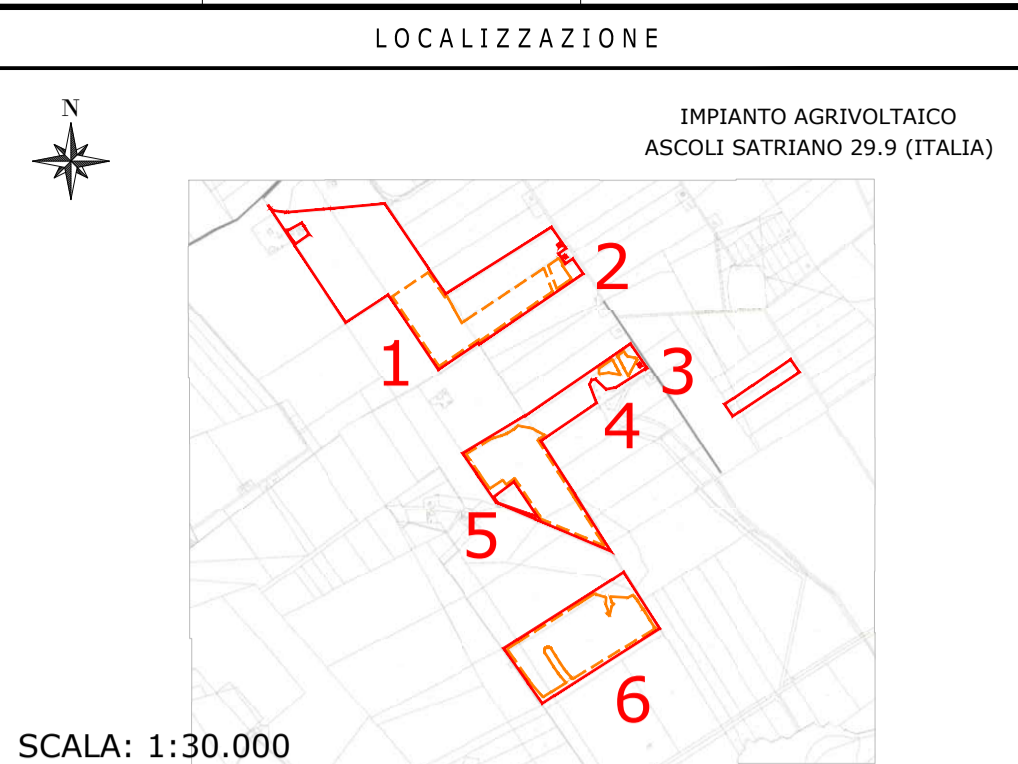 LOCALIZZAZIONE
N
IMPIANTO AGRIVOLTAICO
ASCOLI SATRIANO 29.9 (ITALIA)
2
1
3
4
5
6
SCALA: 1:30.000